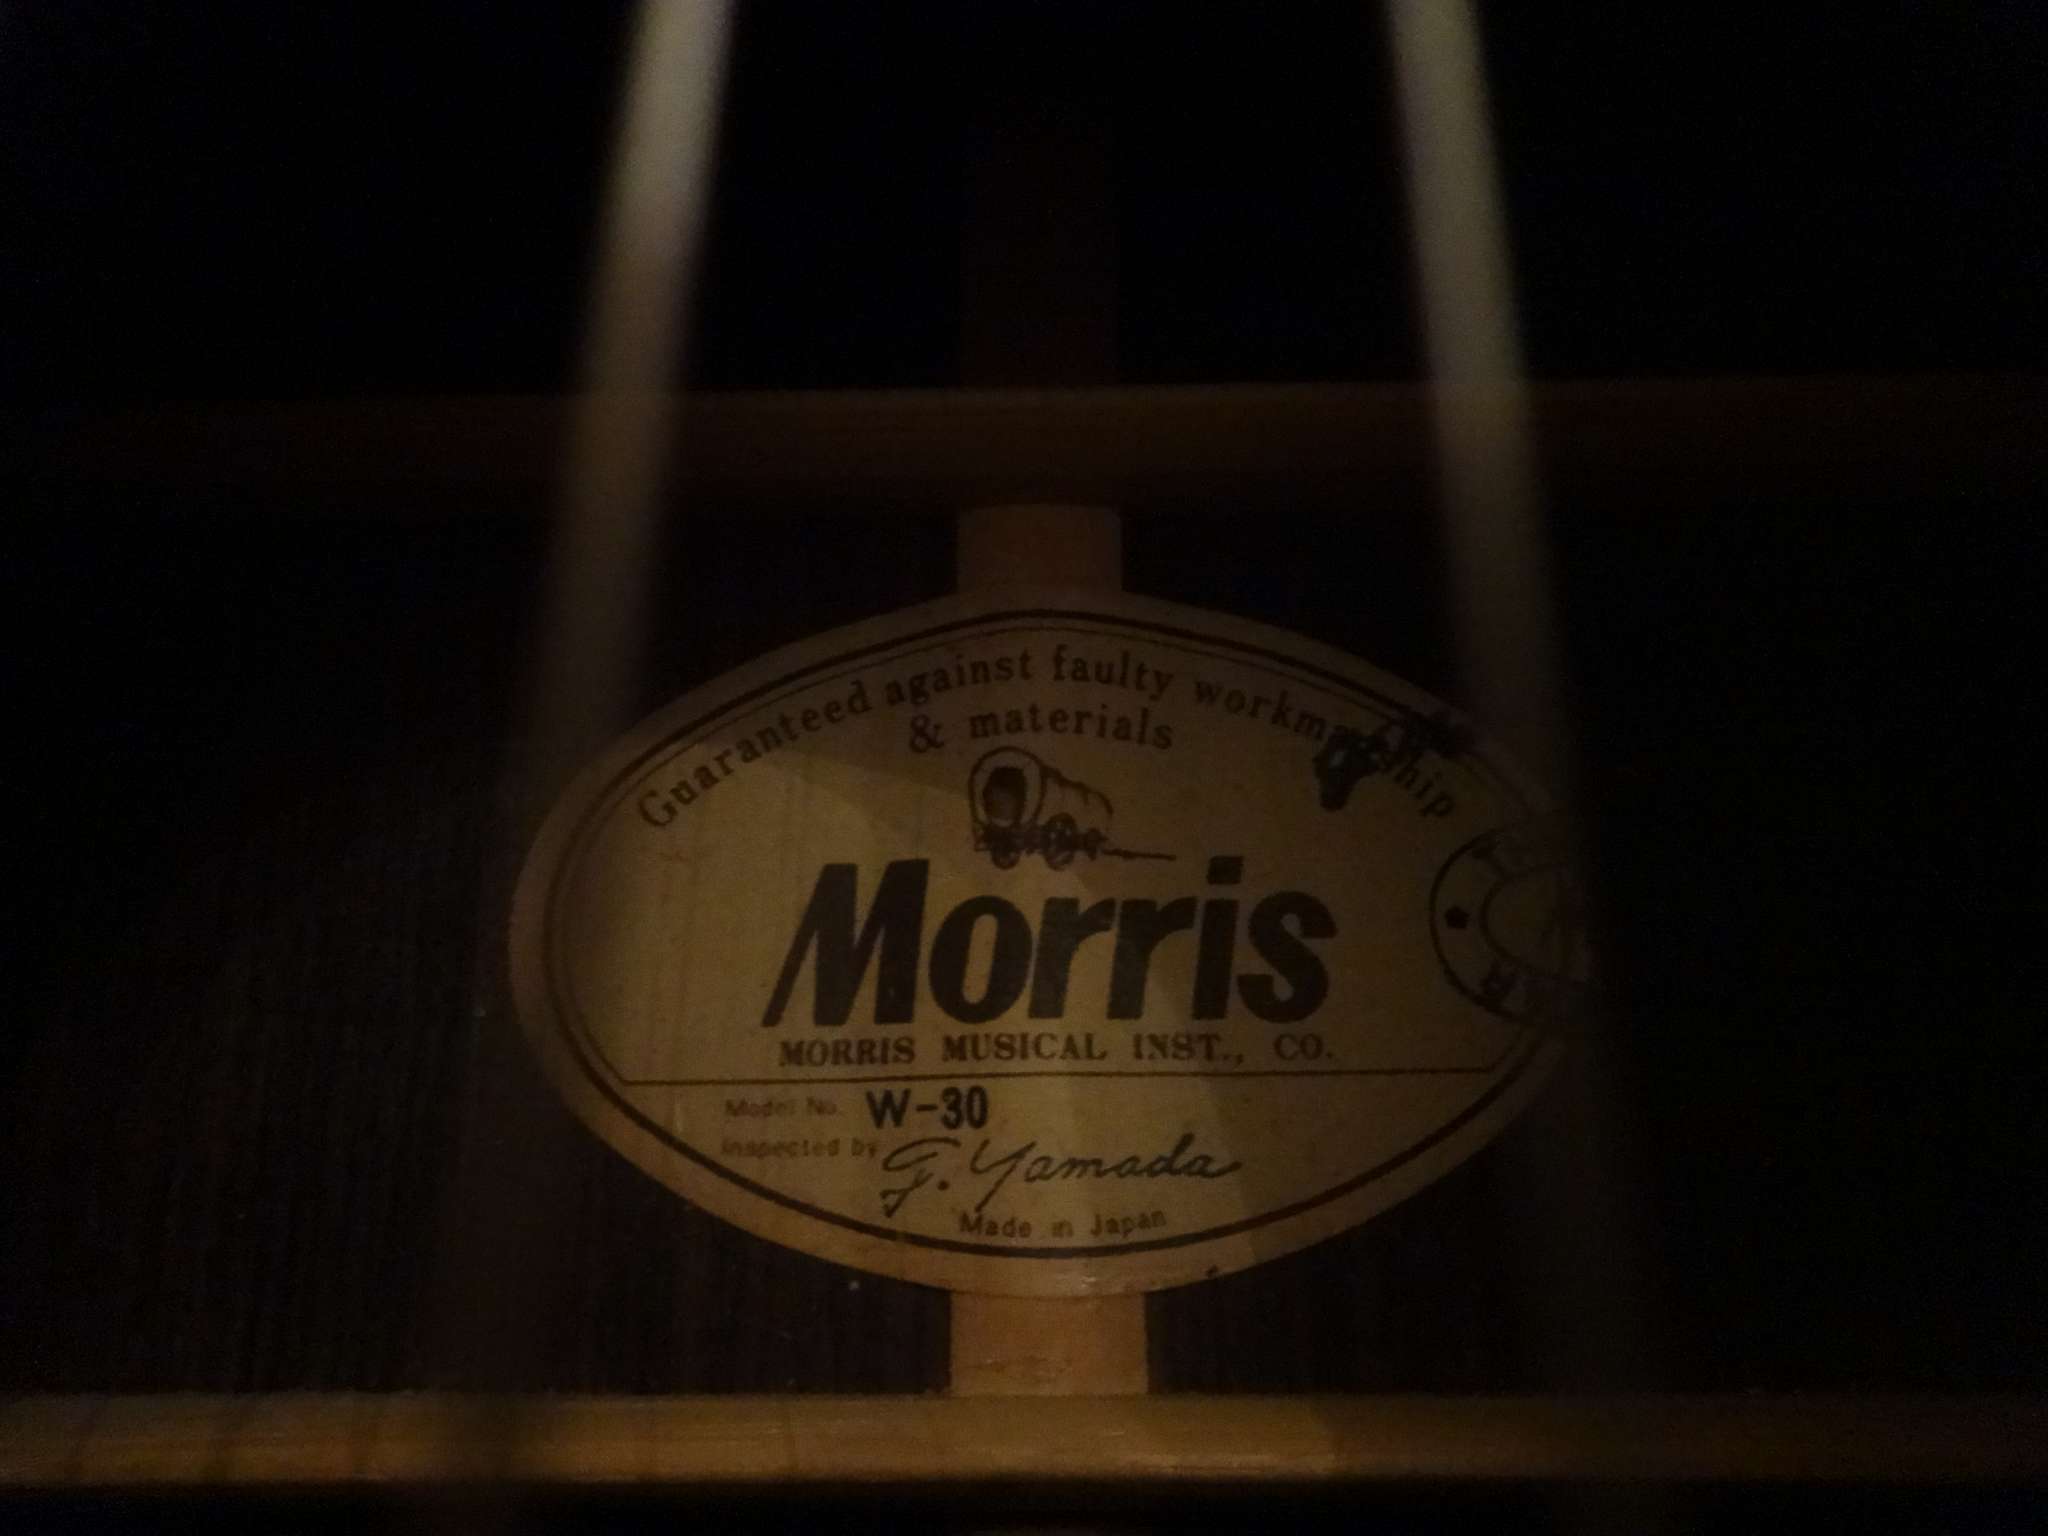 Guaranteed against faulty workmanship
& materials
Morris
MORRIS MUSICAL INST., CO.
Model No. W-30
Inspected by F. Yamada
Made in Japan